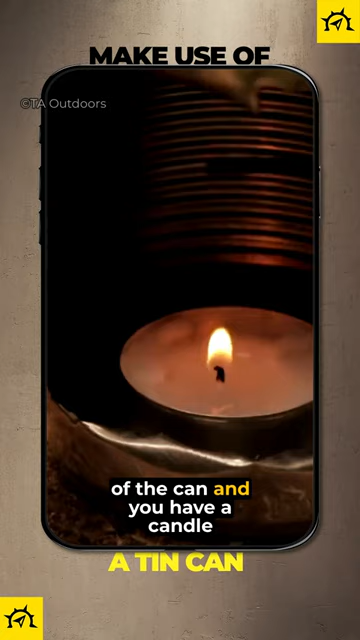 MAKE USE OF
©TA Outdoors
of the can and
you have a
candle
A TIN CAN